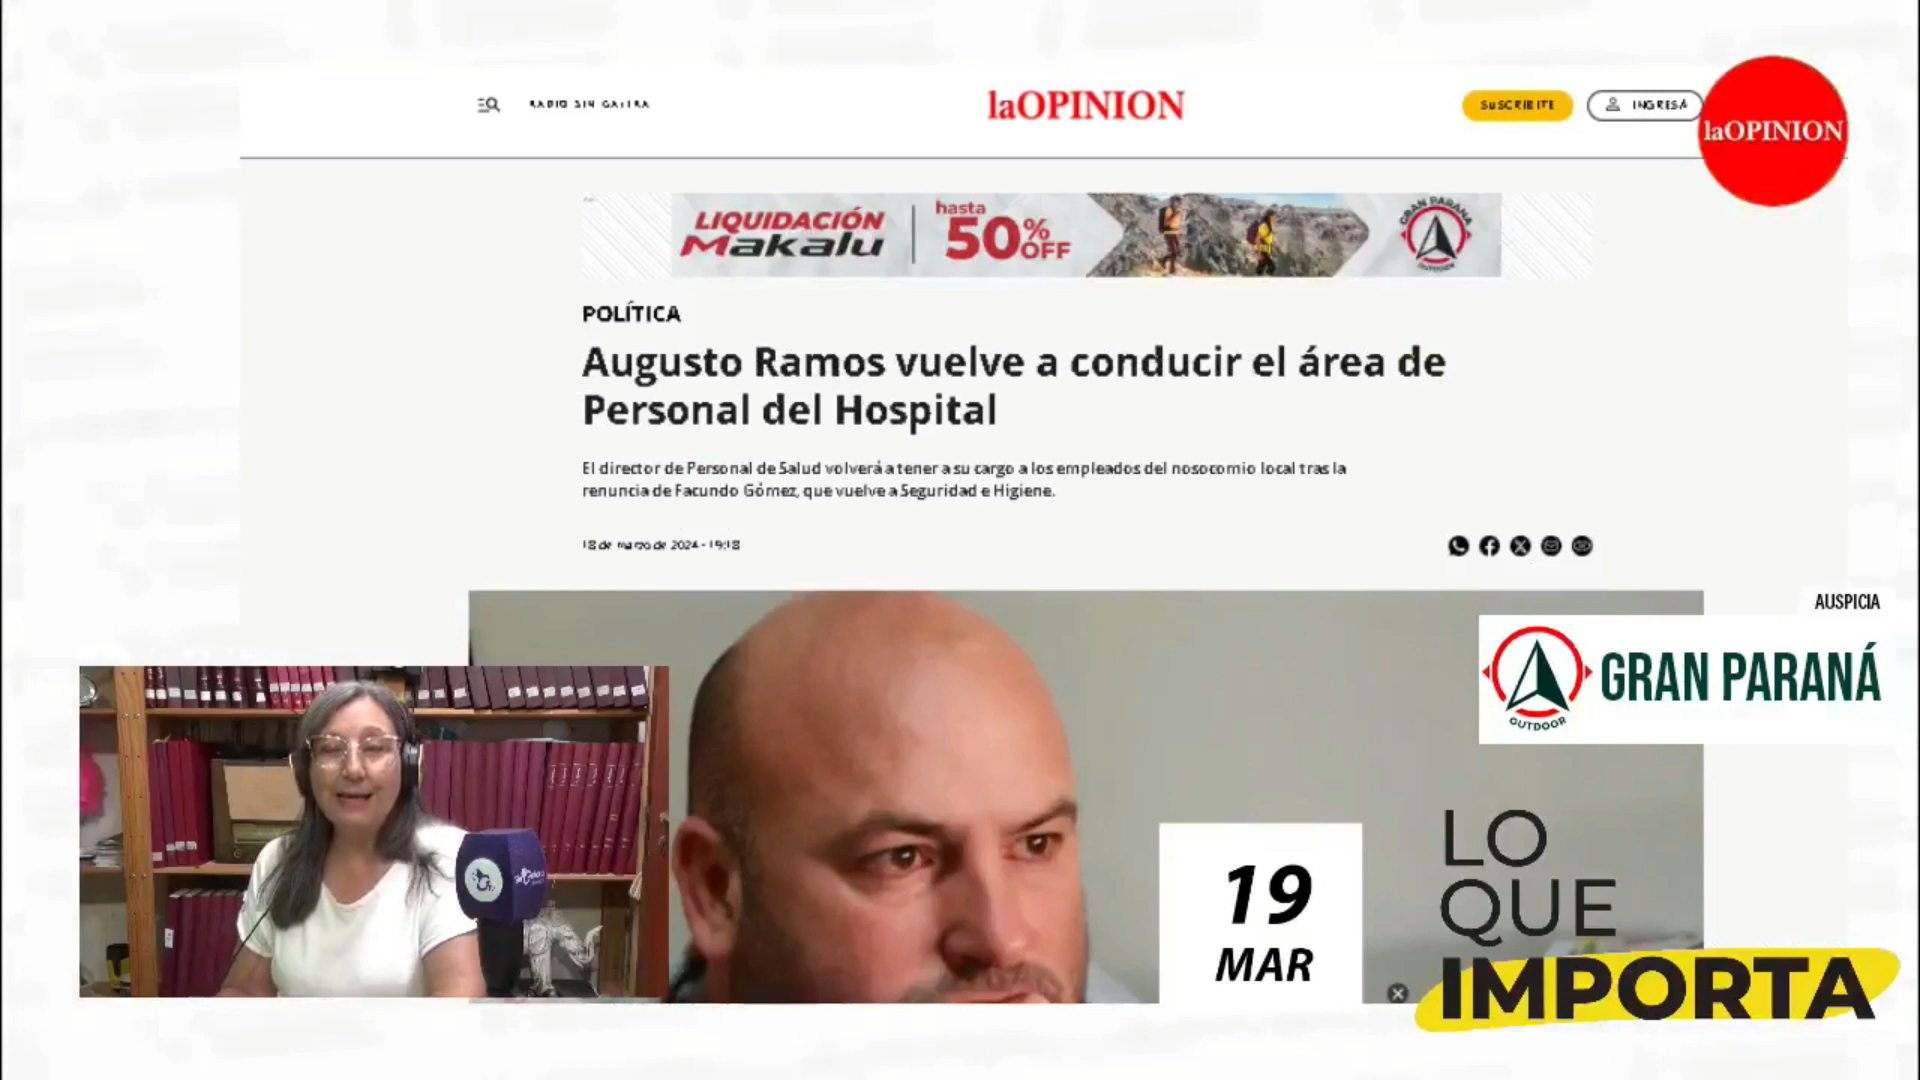 RADIO SIN GALERA
laOPINION
SUSCRIBITE
INGRESÁ
laOPINION
LIQUIDACIÓN
Makalu
hasta
50%
OFF
GRAN PARANÁ
OUTDOOR
POLÍTICA
Augusto Ramos vuelve a conducir el área de
Personal del Hospital
El director de Personal de Salud volverá a tener a su cargo a los empleados del nosocomio local tras la
renuncia de Facundo Gómez, que vuelve a Seguridad e Higiene.
18 de marzo de 2024 - 19:18
AUSPICIA
GRAN PARANÁ
OUTDOOR
19
MAR
LO
QUE
IMPORTA